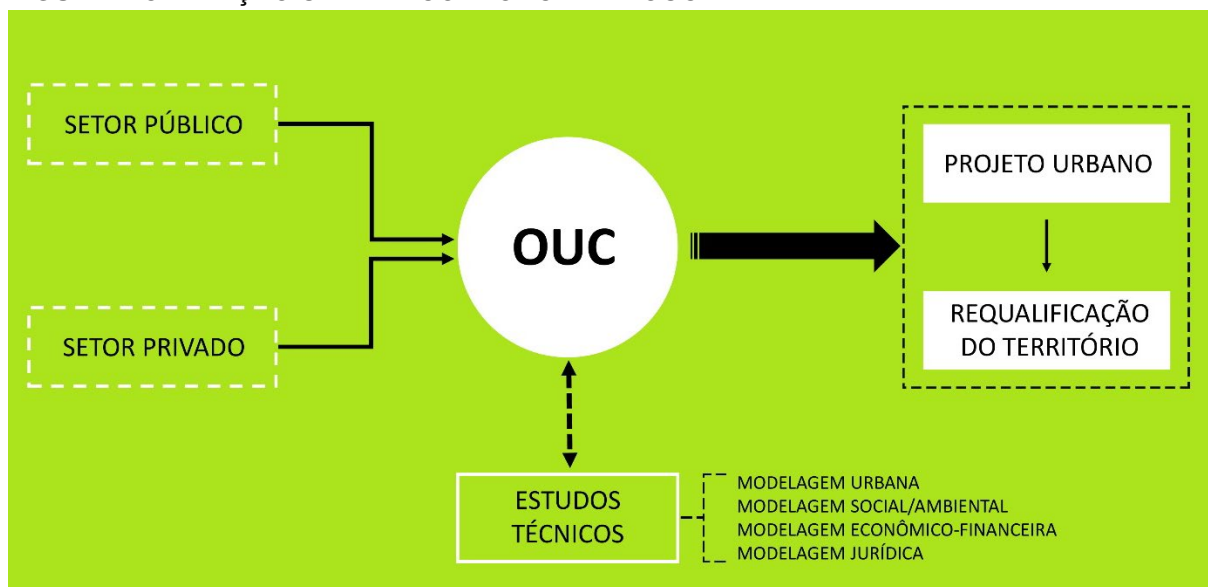 SETOR PÚBLICO
SETOR PRIVADO
OUC
PROJETO URBANO
REQUALIFICAÇÃO
DO TERRITÓRIO
ESTUDOS
TÉCNICOS
MODELAGEM URBANA
MODELAGEM SOCIAL/AMBIENTAL
MODELAGEM ECONÔMICO-FINANCEIRA
MODELAGEM JURÍDICA